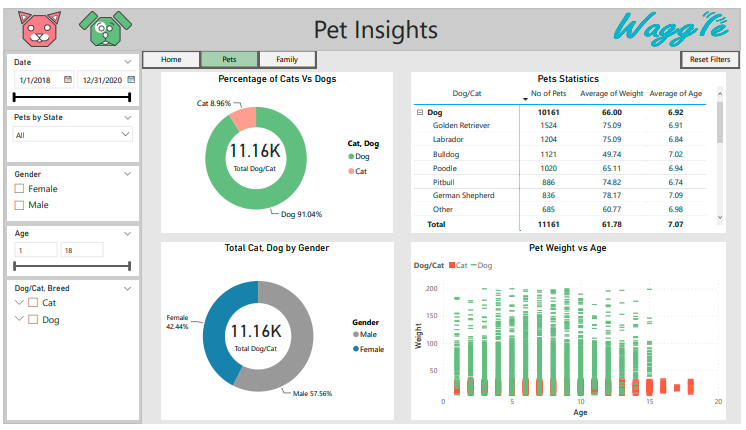 Pet Insights
Waggle
Home
Pets
Family
Reset Filters
Date
1/1/2018
12/31/2020
Pets by State
All
Gender
Female
Male
Age
1
18
Dog/Cat, Breed
Cat
Dog
Percentage of Cats Vs Dogs
Cat 8.96%
11.16K
Total Dog/Cat
Dog 91.04%
Cat, Dog
Dog
Cat
Pets Statistics
Dog/Cat No of Pets Average of Weight Average of Age
Dog 10161 66.00 6.92
Golden Retriever 1524 75.09 6.91
Labrador 1204 75.09 6.84
Bulldog 1121 49.74 7.02
Poodle 1020 65.11 6.94
Pitbull 886 74.82 6.74
German Shepherd 836 78.17 7.09
Other 685 60.77 6.98
Total 11161 61.78 7.07
Total Cat, Dog by Gender
Female
42.44%
11.16K
Total Dog/Cat
Male 57.56%
Gender
Male
Female
Pet Weight vs Age
Dog/Cat Cat Dog
Weight
200
150
100
50
0 5 10 15 20
Age